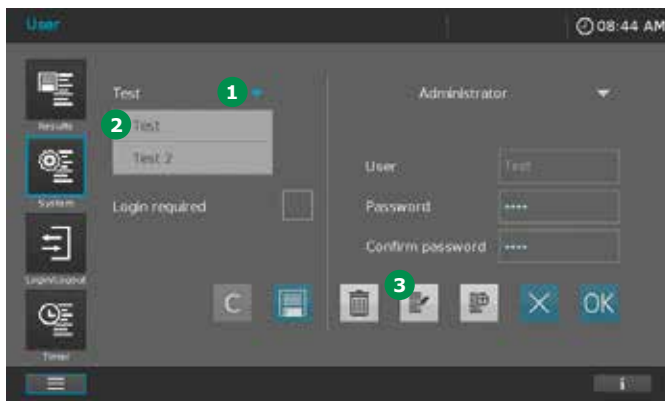 User
08:44 AM
Results
System
Login/Logout
Timer
Test
1
2
Test
Test 2
Login required
C
Administrator
User
Test
Password
••••
Confirm password
••••
3
OK
i